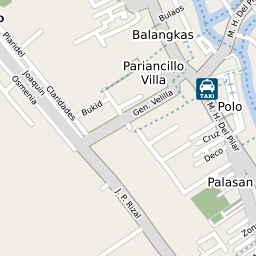 Bulaos
Balangkas
M. H. Del Pilar
Plaridel
Joaquin
Osmenia
Claridades
Pariancillo
Villa
Bukid
Gen. Velilla
TAXI
Polo
Cruz
Deco
M. H. Del Pilar
Palasan
J. P. Rizal